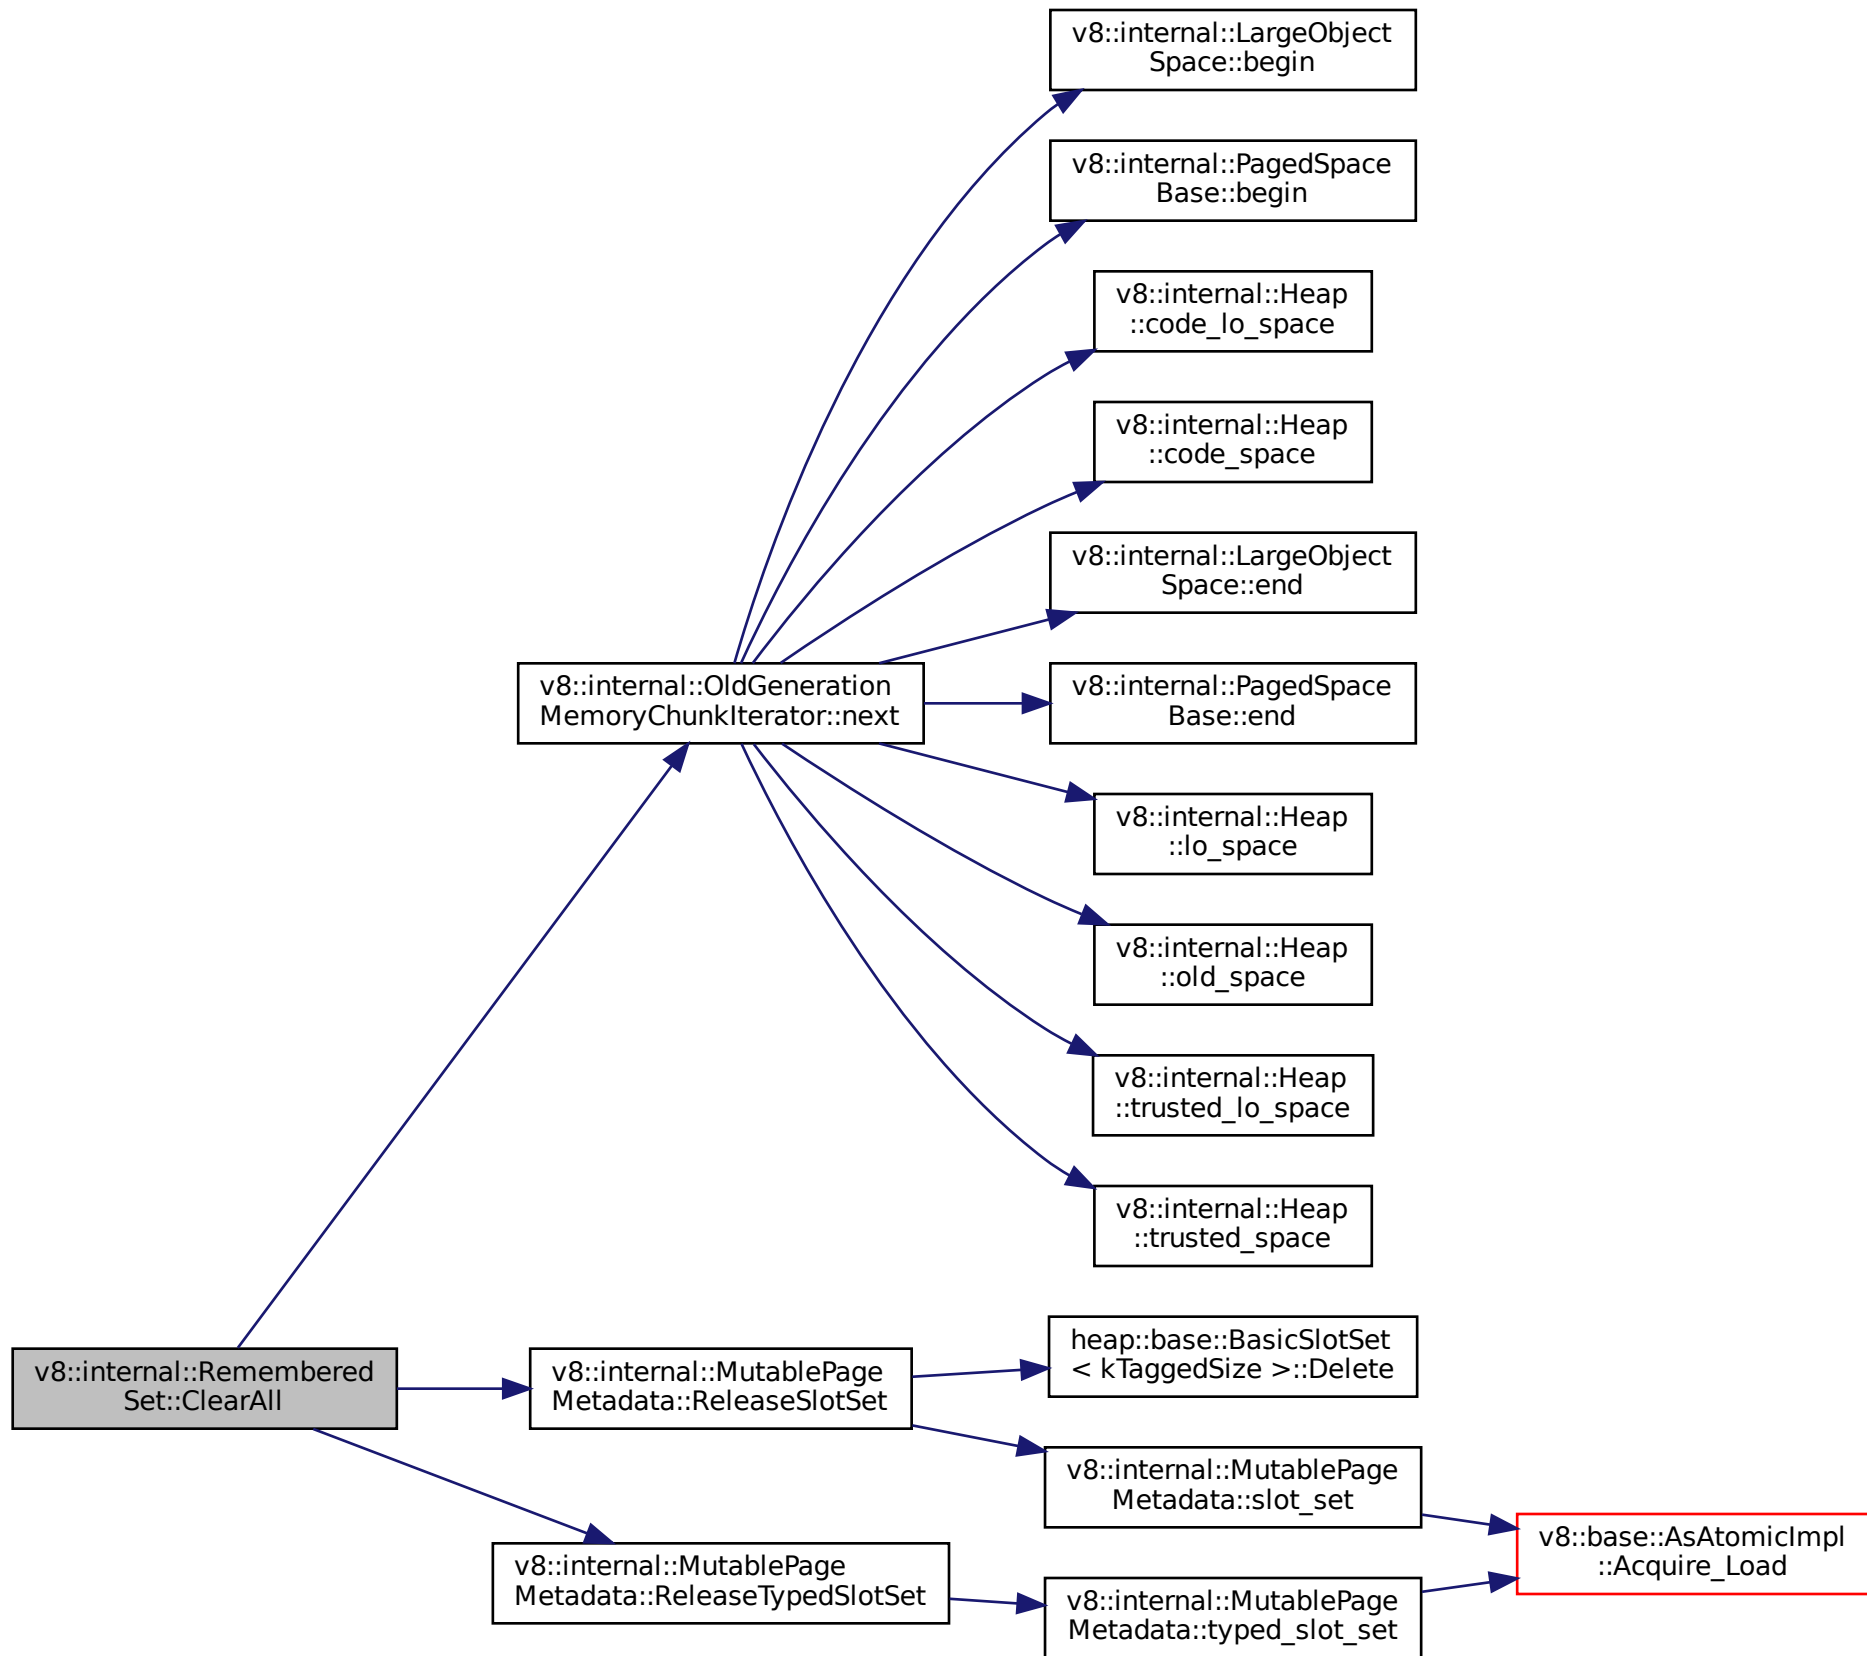 v8::internal::LargeObject
Space::begin
v8::internal::PagedSpace
Base::begin
v8::internal::Heap
::code_lo_space
v8::internal::Heap
::code_space
v8::internal::LargeObject
Space::end
v8::internal::OldGeneration
MemoryChunkIterator::next
v8::internal::PagedSpace
Base::end
v8::internal::Heap
::lo_space
v8::internal::Heap
::old_space
v8::internal::Heap
::trusted_lo_space
v8::internal::Heap
::trusted_space
v8::internal::Remembered
Set::ClearAll
v8::internal::MutablePage
Metadata::ReleaseSlotSet
heap::base::BasicSlotSet
< kTaggedSize >::Delete
v8::internal::MutablePage
Metadata::slot_set
v8::base::AsAtomicImpl
::Acquire_Load
v8::internal::MutablePage
Metadata::ReleaseTypedSlotSet
v8::internal::MutablePage
Metadata::typed_slot_set